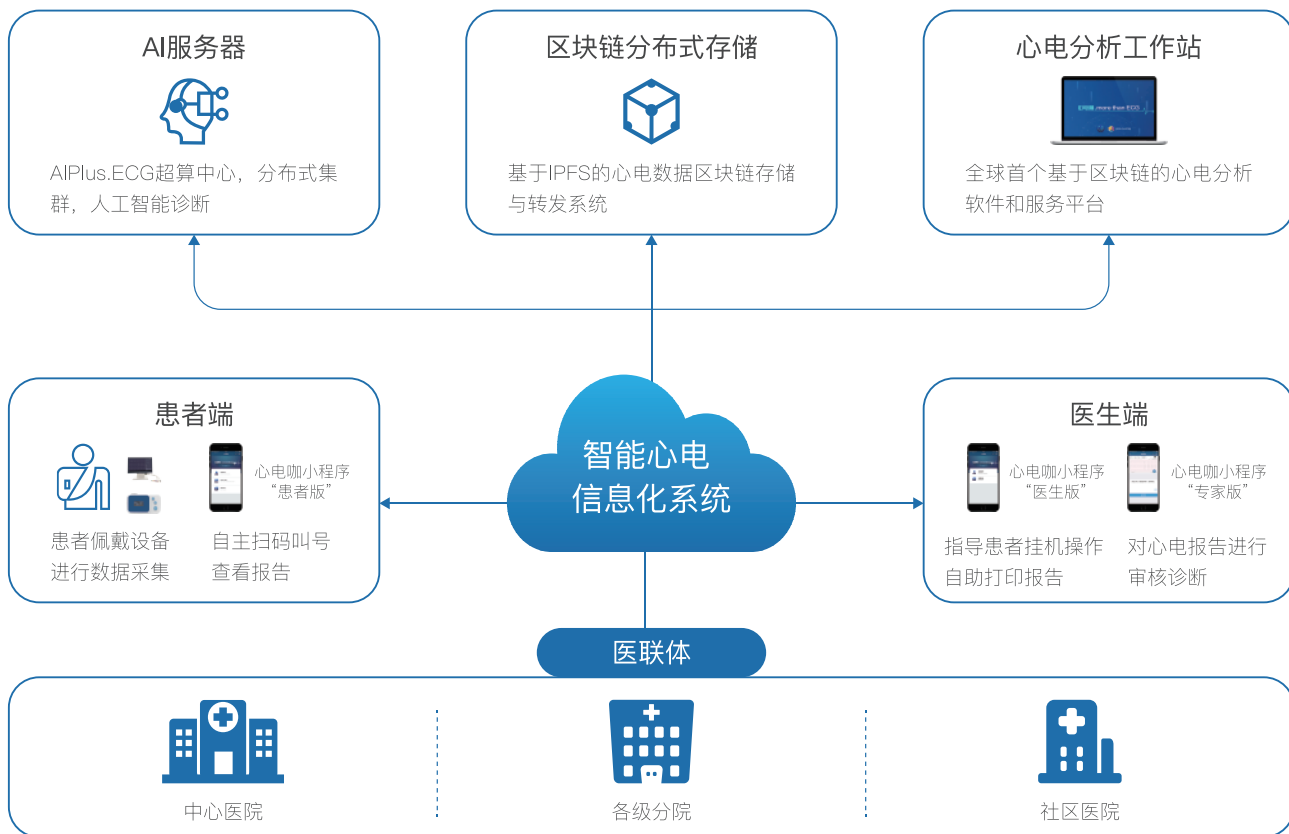 AI服务器
AIPlus.ECG超算中心，分布式集
群，人工智能诊断
区块链分布式存储
基于IPFS的心电数据区块链存储
与转发系统
心电分析工作站
全球首个基于区块链的心电分析
软件和服务平台
患者端
心电咖小程序
“患者版”
患者佩戴设备
进行数据采集
自主扫码叫号
查看报告
智能心电
信息化系统
医生端
心电咖小程序
“医生版”
心电咖小程序
“专家版”
指导患者挂机操作
自助打印报告
对心电报告进行
审核诊断
医联体
中心医院
各级分院
社区医院